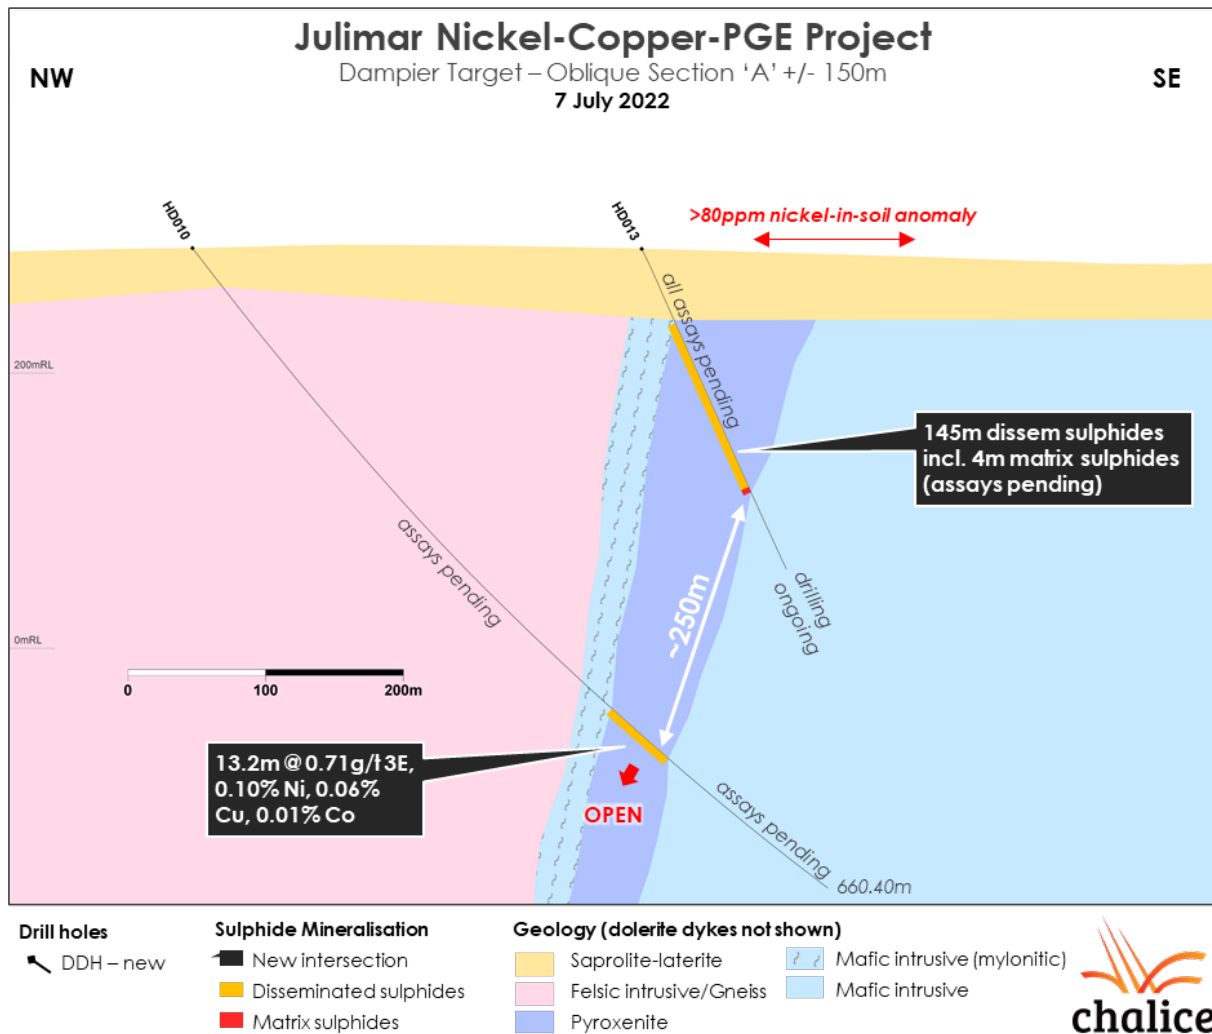 Julimar Nickel-Copper-PGE Project
Dampier Target – Oblique Section ‘A’ +/- 150m
7 July 2022
NW
SE
HD010
HD013
>80ppm nickel-in-soil anomaly
all assays pending
200mRL
145m dissem sulphides
incl. 4m matrix sulphides
(assays pending)
assays pending
drilling
ongoing
~250m
0mRL
0
100
200m
13.2m @ 0.71g/t 3E,
0.10% Ni, 0.06%
Cu, 0.01% Co
OPEN
assays pending
660.40m
Drill holes
DDH – new
Sulphide Mineralisation
New intersection
Disseminated sulphides
Matrix sulphides
Geology (dolerite dykes not shown)
Saprolite-laterite
Felsic intrusive/Gneiss
Pyroxenite
Mafic intrusive (mylonitic)
Mafic intrusive
chalice